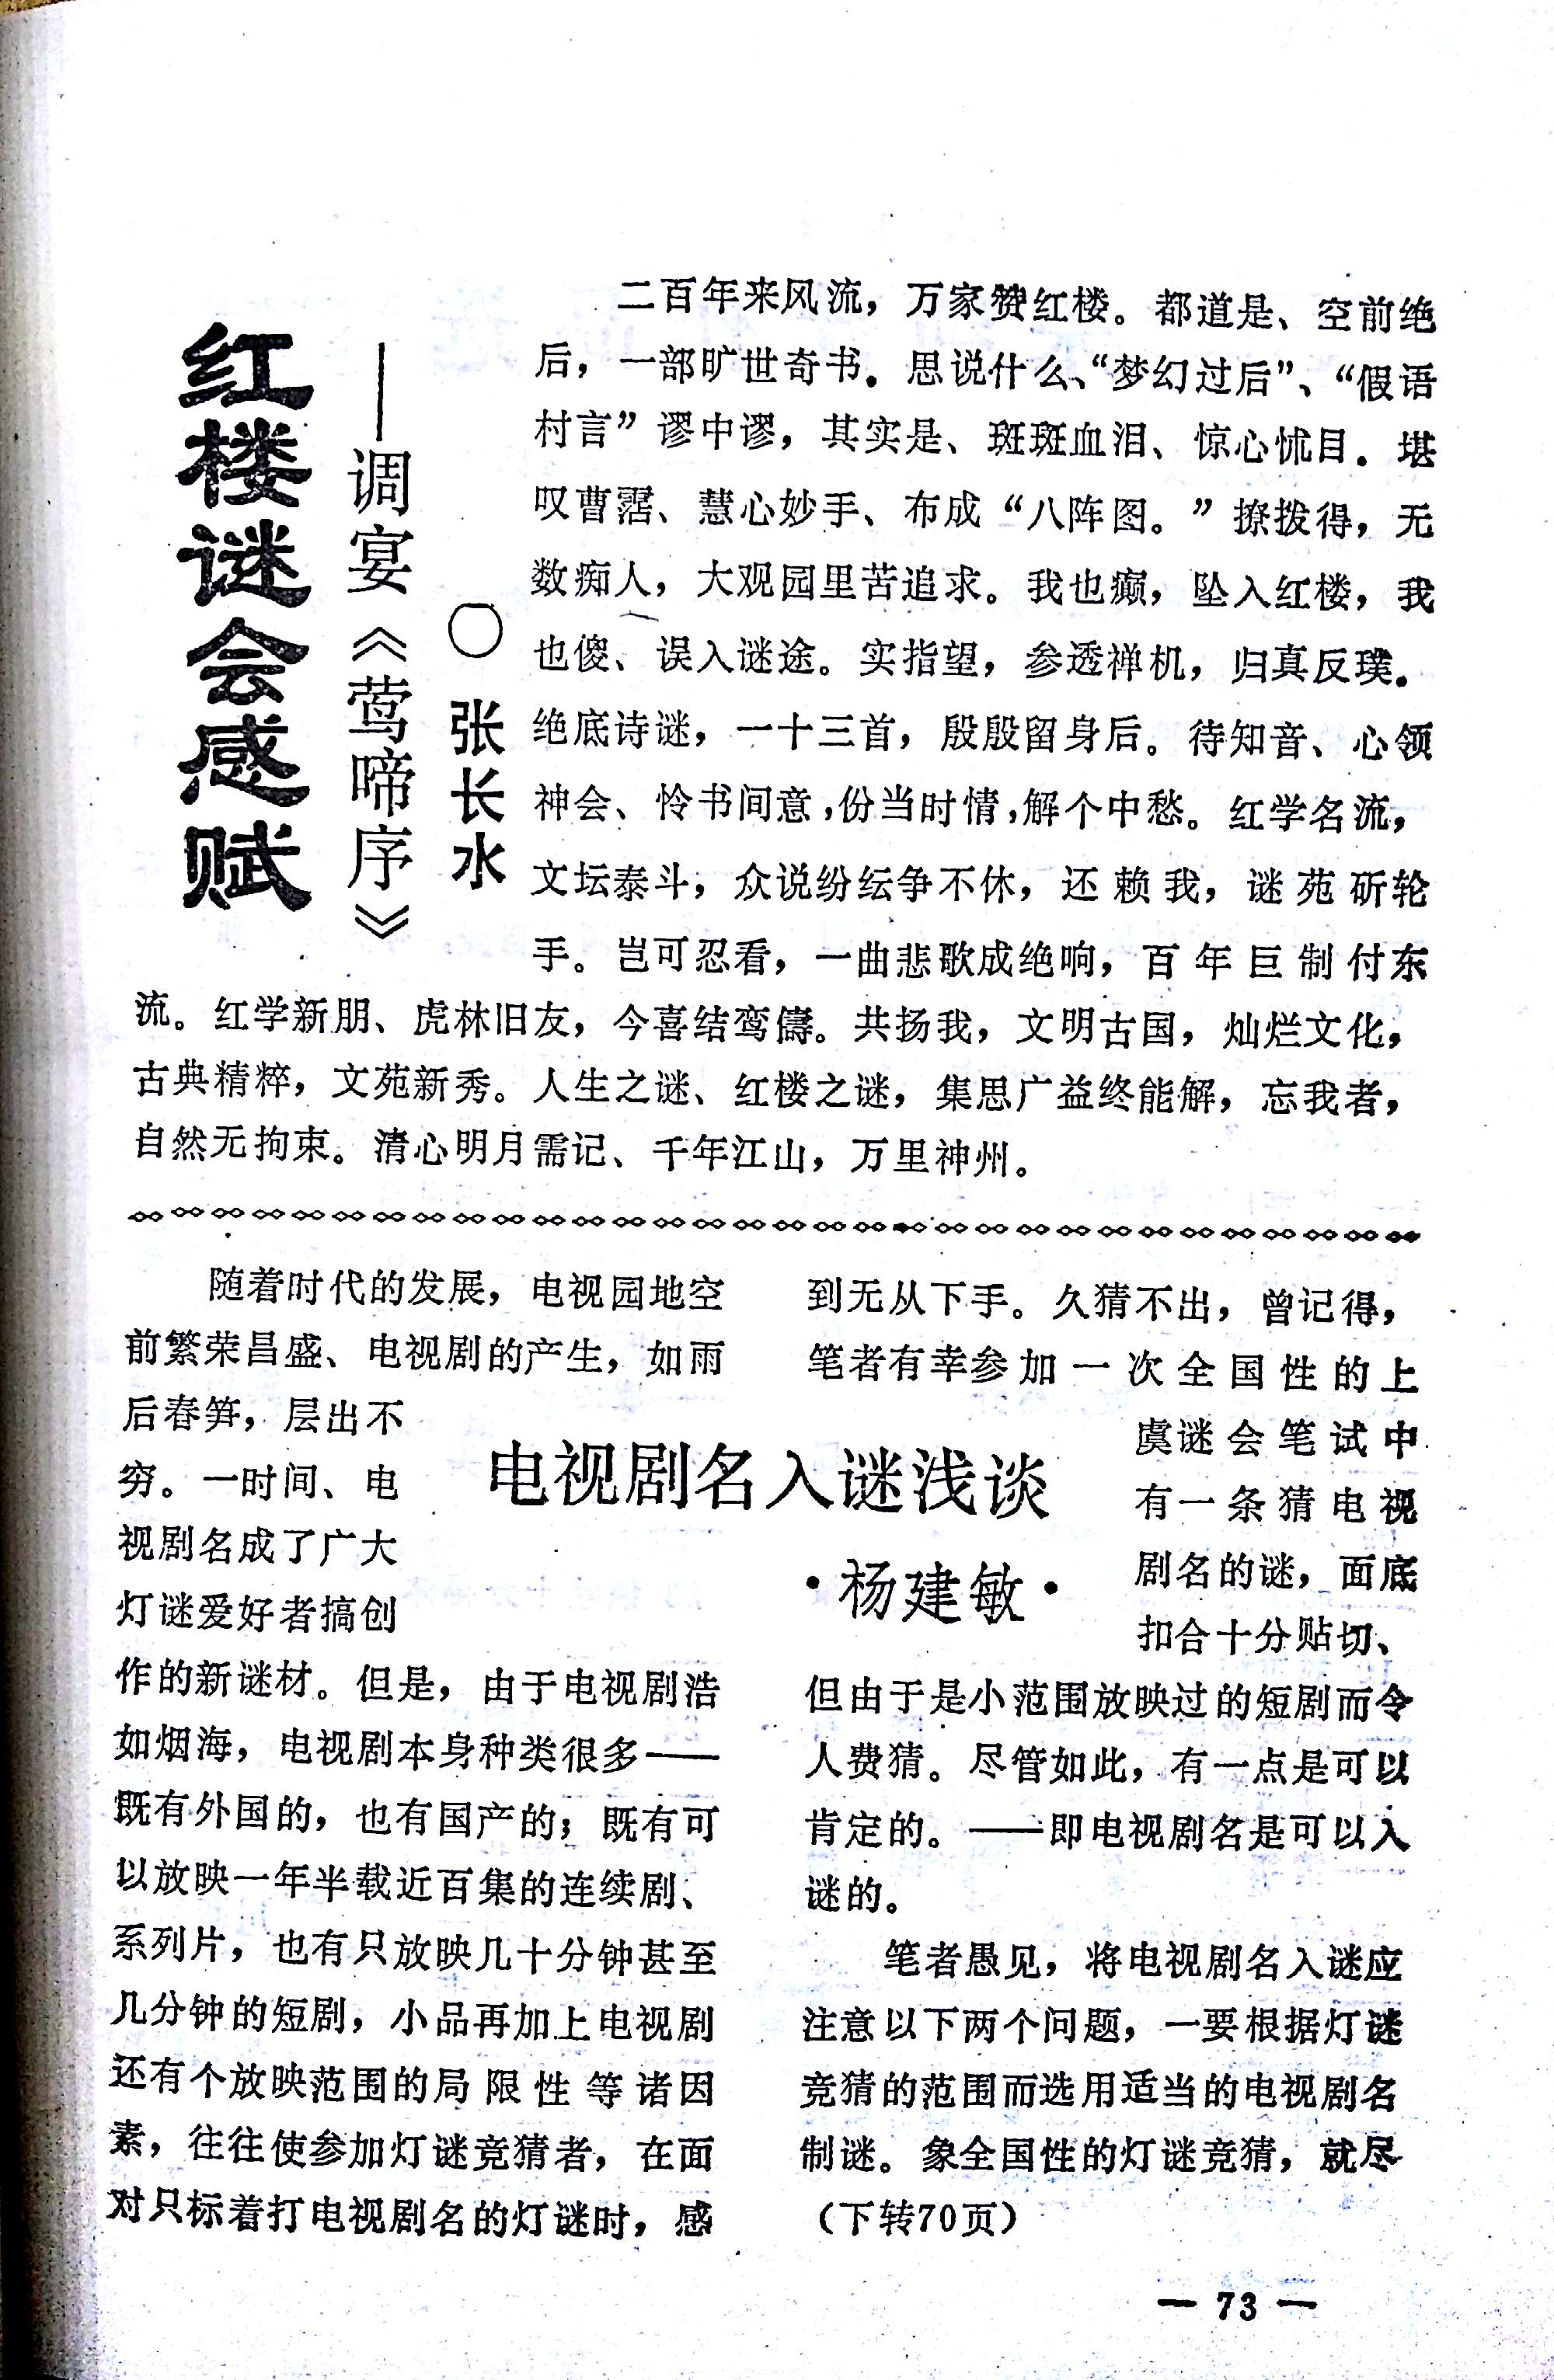 红楼谜会感赋
——调宴《莺啼序》
○ 张长水
二百年来风流，万家赞红楼。都道是、空前绝
后，一部旷世奇书。思说什么、“梦幻过后”、“假语
村言”谬中谬，其实是、斑斑血泪、惊心怵目．堪
叹曹霑、慧心妙手、布成“八阵图。”撩拨得，无
数痴人，大观园里苦追求。我也癫，坠入红楼，我
也傻、误入谜途。实指望，参透禅机，归真反璞。
绝底诗谜，一十三首，殷殷留身后。待知音、心领
神会、怜书间意，份当时情，解个中愁。红学名流，
文坛泰斗，众说纷纭争不休，还赖我，谜苑斫轮
手。岂可忍看，一曲悲歌成绝响，百年巨制付东
流。红学新朋、虎林旧友，今喜结鸾儔。共扬我，文明古国，灿烂文化，
古典精粹，文苑新秀。人生之谜、红楼之谜，集思广益终能解，忘我者，
自然无拘束。清心明月需记、千年江山，万里神州。
电视剧名入谜浅谈
·杨建敏·
随着时代的发展，电视园地空
前繁荣昌盛、电视剧的产生，如雨
后春笋，层出不
穷。一时间、电
视剧名成了广大
灯谜爱好者搞创
作的新谜材。但是，由于电视剧浩
如烟海，电视剧本身种类很多——
既有外国的，也有国产的；既有可
以放映一年半载近百集的连续剧、
系列片，也有只放映几十分钟甚至
几分钟的短剧，小品再加上电视剧
还有个放映范围的局限性等诸因
素，往往使参加灯谜竞猜者，在面
对只标着打电视剧名的灯谜时，感
到无从下手。久猜不出，曾记得，
笔者有幸参加一次全国性的上
虞谜会笔试中
有一条猜电视
剧名的谜，面底
扣合十分贴切、
但由于是小范围放映过的短剧而令
人费猜。尽管如此，有一点是可以
肯定的。——即电视剧名是可以入
谜的。
笔者愚见，将电视剧名入谜应
注意以下两个问题，一要根据灯谜
竞猜的范围而选用适当的电视剧名
制谜。象全国性的灯谜竞猜，就尽
（下转70页）
— 73 —